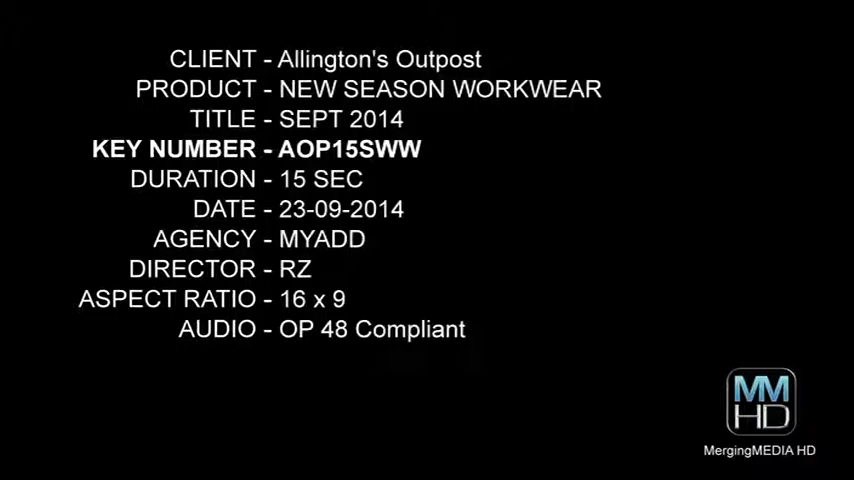 CLIENT - Allington's Outpost
PRODUCT - NEW SEASON WORKWEAR
TITLE - SEPT 2014
KEY NUMBER - AOP15SWW
DURATION - 15 SEC
DATE - 23-09-2014
AGENCY - MYADD
DIRECTOR - RZ
ASPECT RATIO - 16 x 9
AUDIO - OP 48 Compliant
MM
HD
MergingMEDIA HD